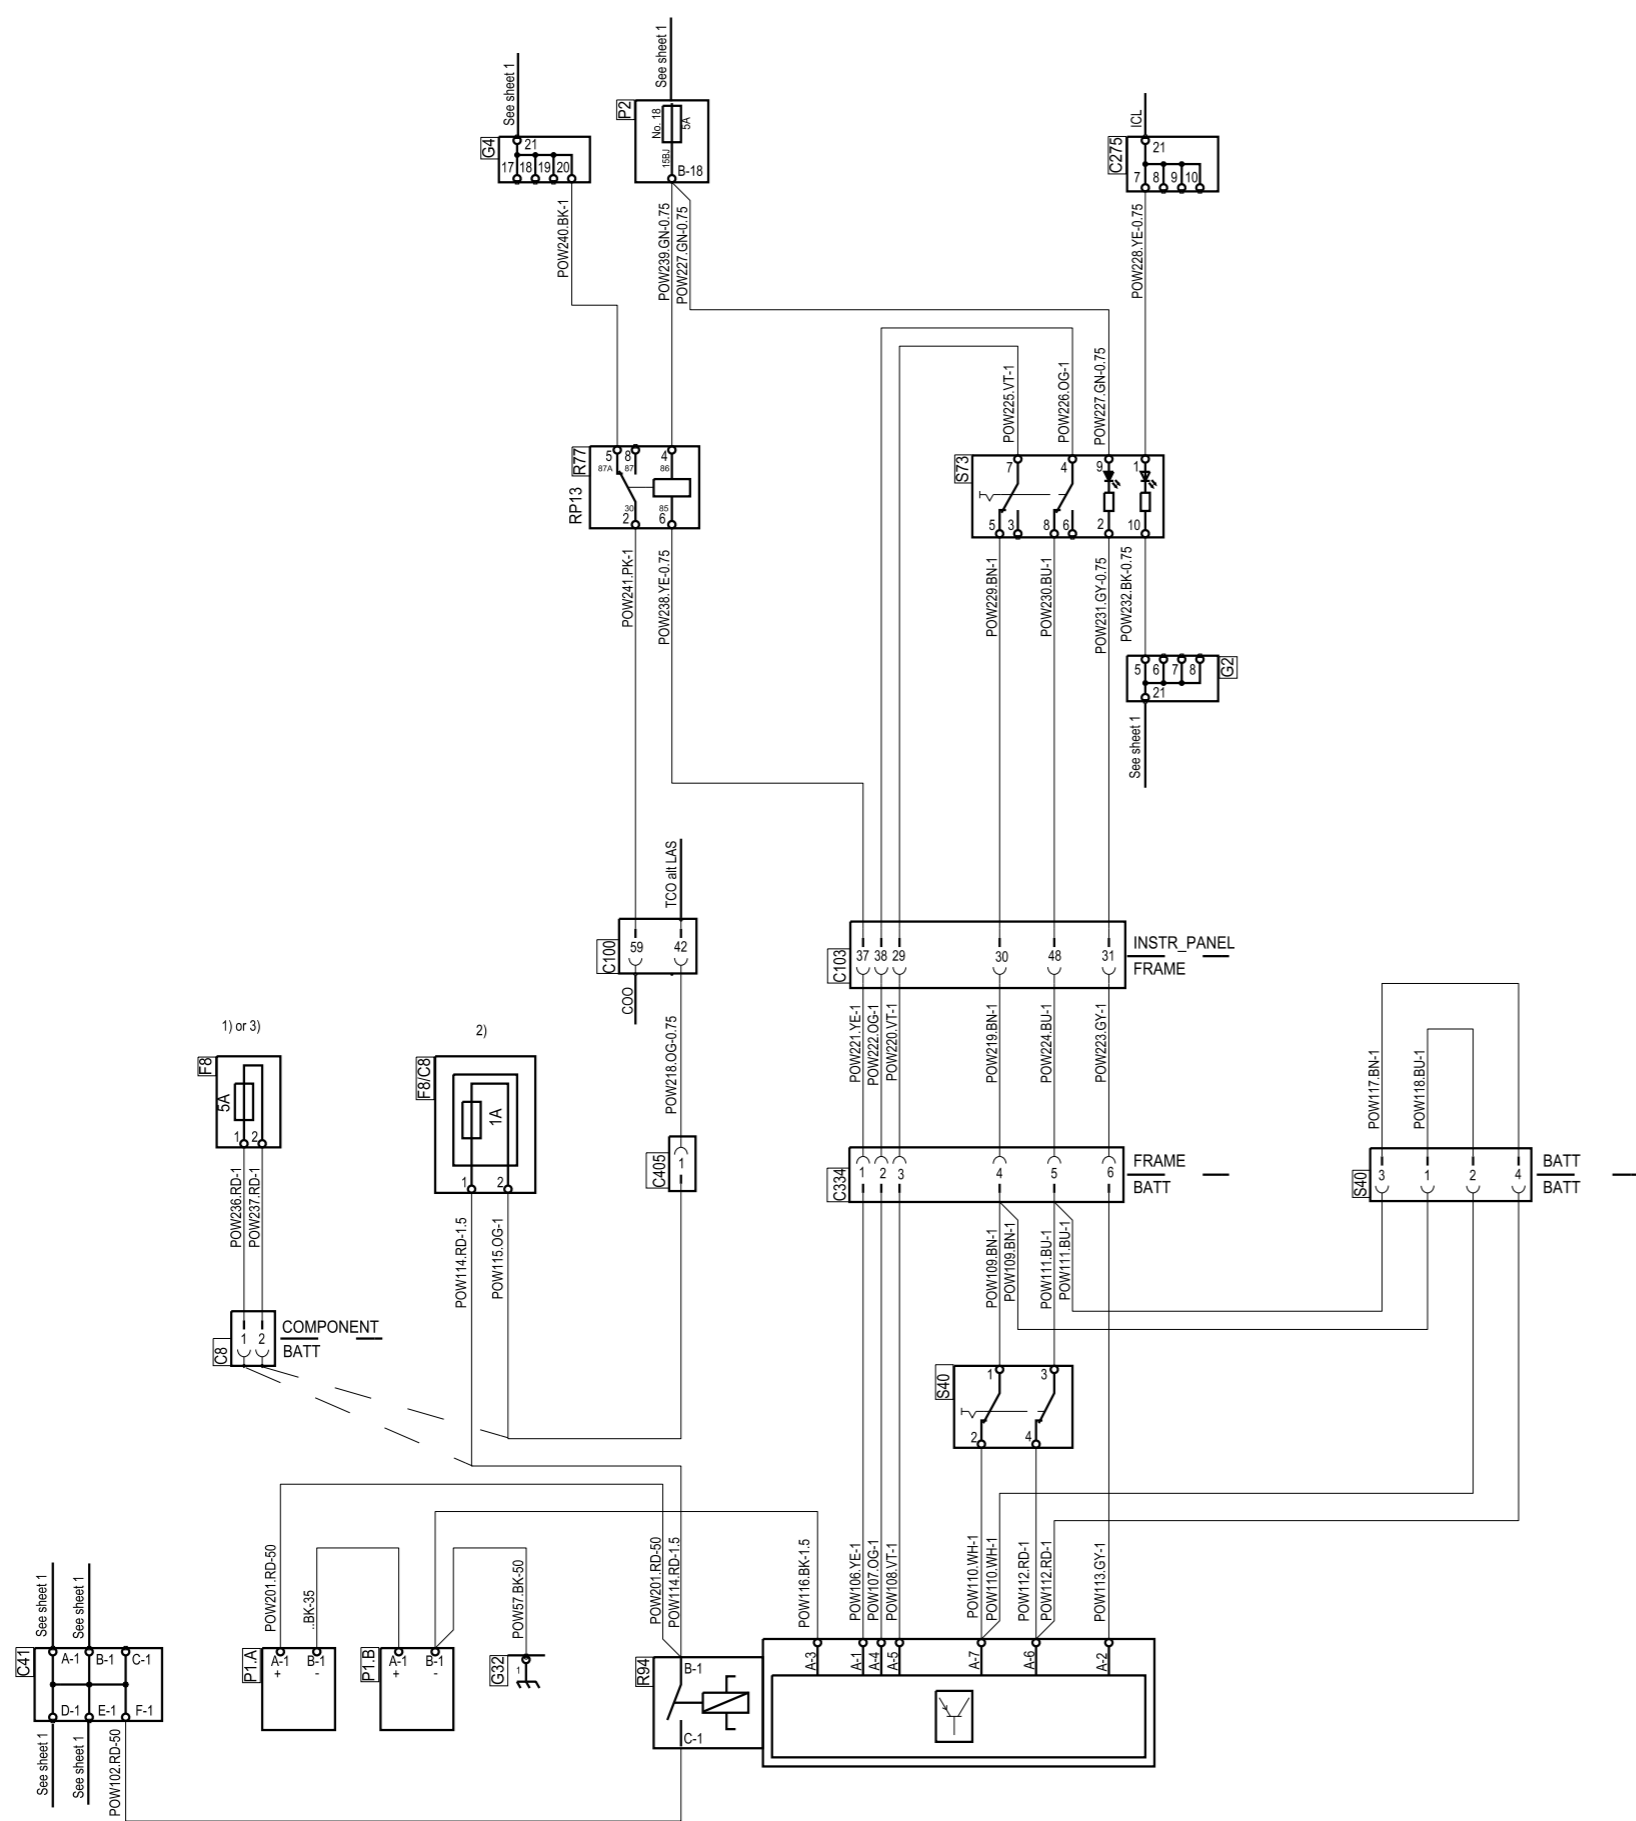 See sheet 1
G4
21
17 18 19 20
POW240.BK-1
See sheet 1
P2
No. 18
5A
15BJ
B-18
POW239.GN-0.75
POW227.GN-0.75
ICL
C275
21
7 8 9 10
POW228.YE-0.75
POW225.VT-1
POW226.OG-1
POW227.GN-0.75
R77
RP13
5 8 4
87A 87 86
30 85
2 6
S73
7 4 9 1
5 3 8 6 2 10
POW241.PK-1
POW238.YE-0.75
POW229.BN-1
POW230.BU-1
POW231.GY-0.75
POW232.BK-0.75
5 6 7 8
G2
21
See sheet 1
TCO alt LAS
C100
59 42
COO
C103
37 38 29 30 48 31
INSTR_PANEL
FRAME
1) or 3)
F8
5A
1 2
2)
F8/C8
1A
1 2
POW218.OG-0.75
POW221.YE-1
POW222.OG-1
POW220.VT-1
POW219.BN-1
POW224.BU-1
POW223.GY-1
POW117.BN-1
POW118.BU-1
C405
1
C334
1 2 3 4 5 6
FRAME
BATT
S40
3 1 2 4
BATT
BATT
POW236.RD-1
POW237.RD-1
POW114.RD-1.5
POW115.OG-1
POW109.BN-1
POW109.BN-1
POW111.BU-1
POW111.BU-1
C8
1 2
COMPONENT
BATT
S40
1 3
2 4
POW201.RD-50
..BK-35
POW57.BK-50
POW201.RD-50
POW114.RD-1.5
POW116.BK-1.5
POW106.YE-1
POW107.OG-1
POW108.VT-1
POW110.WH-1
POW110.WH-1
POW112.RD-1
POW112.RD-1
POW113.GY-1
See sheet 1
See sheet 1
C41
A-1 B-1 C-1
D-1 E-1 F-1
See sheet 1
See sheet 1
POW102.RD-50
P1.A
A-1 B-1
+ -
P1.B
A-1 B-1
+ -
G32
1
R94
B-1
C-1
A-3 A-1 A-4 A-5 A-7 A-6 A-2